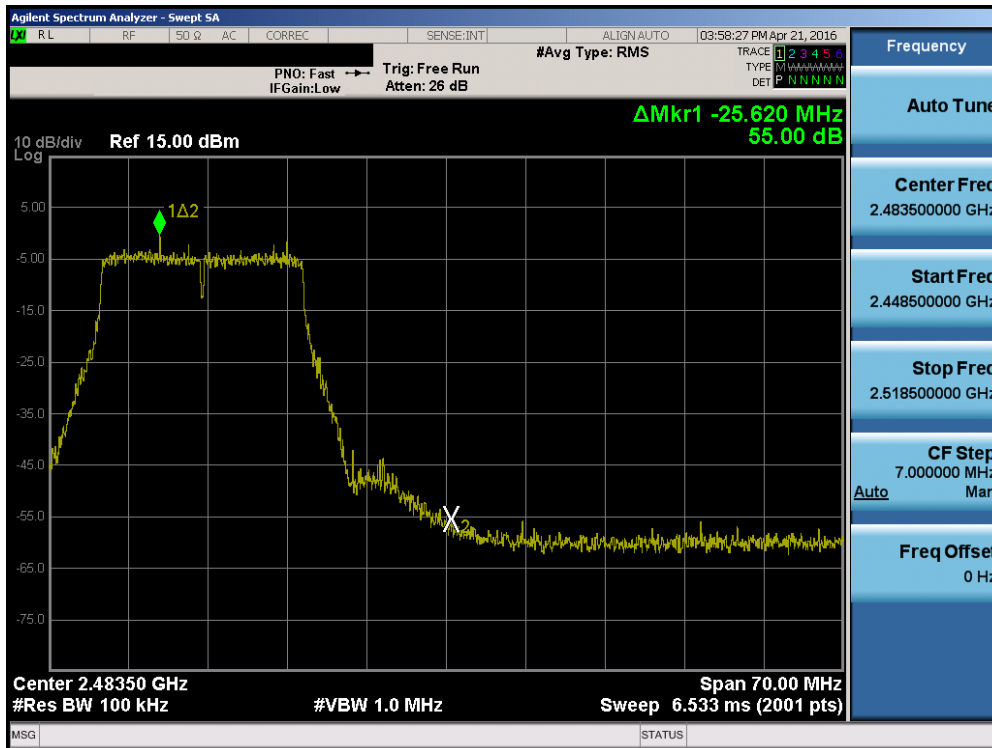 Agilent Spectrum Analyzer - Swept SA
LXI RL RF 50 Ω AC CORREC SENSE:INT ALIGN AUTO 03:58:27 PM Apr 21, 2016
#Avg Type: RMS
TRACE 1 2 3 4 5 6
PNO: Fast Trig: Free Run
TYPE M WWWWW
IFGain:Low Atten: 26 dB
DET P N N N N N
ΔMkr1 -25.620 MHz
55.00 dB
10 dB/div Ref 15.00 dBm
Log
1Δ2
5.00
-5.00
-15.0
-25.0
-35.0
-45.0
-55.0
X2
-65.0
-75.0
Center 2.48350 GHz Span 70.00 MHz
#Res BW 100 kHz #VBW 1.0 MHz Sweep 6.533 ms (2001 pts)
MSG STATUS
Frequency
Auto Tune
Center Freq
2.483500000 GHz
Start Freq
2.448500000 GHz
Stop Freq
2.518500000 GHz
CF Step
7.000000 MHz
Auto Man
Freq Offset
0 Hz